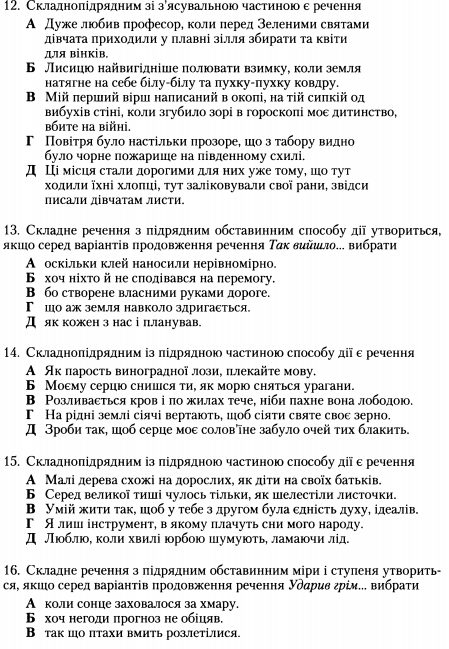 12. Складнопідрядним зі з'ясувальною частиною є речення
А Дуже любив професор, коли перед Зеленими святами
дівчата приходили у плавні зілля збирати та квіти
для вінків.
Б Лисицю найвигідніше полювати взимку, коли земля
натягне на себе білу-білу та пухку-пухку ковдру.
В Мій перший вірш написаний в окопі, на тій сипкій од
вибухів стіні, коли згубило зорі в гороскопі моє дитинство,
вбите на війні.
Г Повітря було настільки прозоре, що з табору видно
було чорне пожарище на південному схилі.
Д Ці місця стали дорогими для них уже тому, що тут
ходили їхні хлопці, тут заліковували свої рани, звідси
писали дівчатам листи.
13. Складне речення з підрядним обставинним способу дії утвориться,
якщо серед варіантів продовження речення Так вийшло... вибрати
А оскільки клей наносили нерівномірно.
Б хоч ніхто й не сподівався на перемогу.
В бо створене власними руками дороге.
Г що аж земля навколо здригається.
Д як кожен з нас і планував.
14. Складнопідрядним із підрядною частиною способу дії є речення
А Як парость виноградної лози, плекайте мову.
Б Моєму серцю снишся ти, як морю сняться урагани.
В Розливається кров і по жилах тече, ніби пахне вона лободою.
Г На рідні землі сіячі вертають, щоб сіяти святе своє зерно.
Д Зроби так, щоб серце моє солов'їне забуло очей тих блакить.
15. Складнопідрядним із підрядною частиною способу дії є речення
А Малі дерева схожі на дорослих, як діти на своїх батьків.
Б Серед великої тиші чулось тільки, як шелестіли листочки.
В Умій жити так, щоб у тебе з другом була єдність духу, ідеалів.
Г Я лиш інструмент, в якому плачуть сни мого народу.
Д Люблю, коли хвилі юрбою шумують, ламаючи лід.
16. Складне речення з підрядним обставинним міри і ступеня утворить-
ся, якщо серед варіантів продовження речення Ударив грім... вибрати
А коли сонце заховалося за хмару.
Б хоч негоди прогноз не обіцяв.
В так що птахи вмить розлетілися.